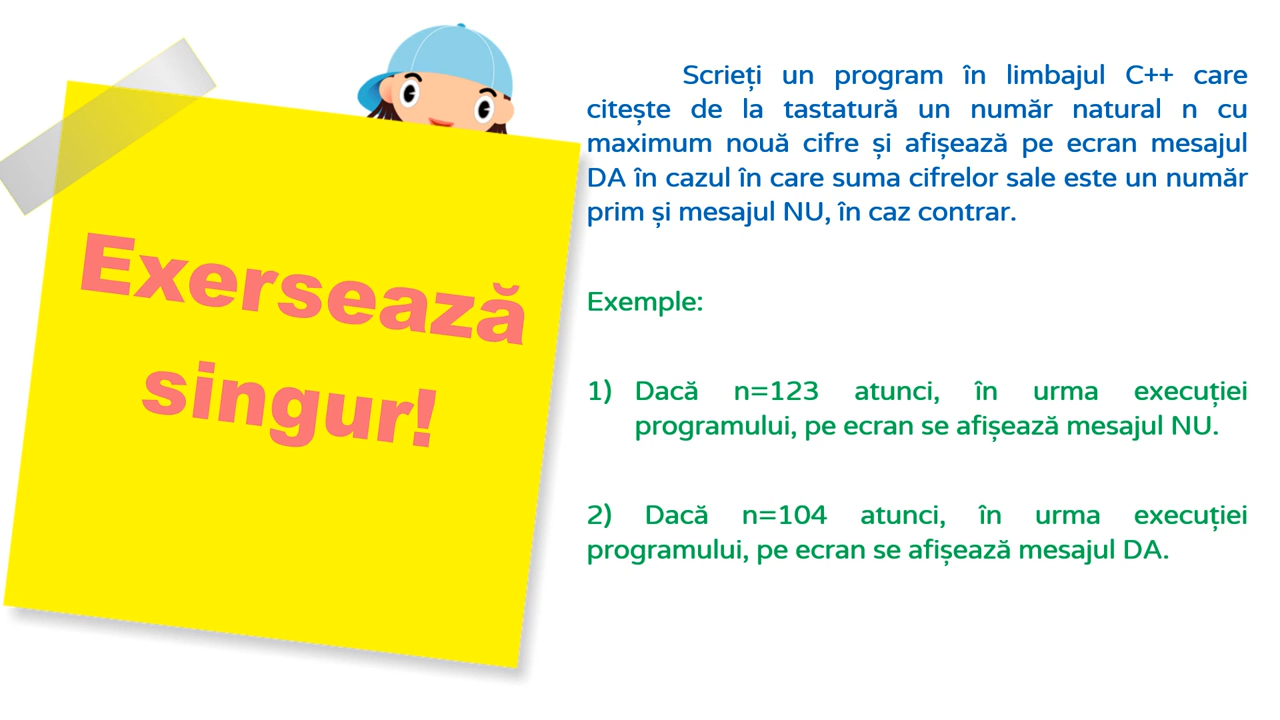 Exersează
singur!
Scrieți un program în limbajul C++ care
citește de la tastatură un număr natural n cu
maximum nouă cifre și afișează pe ecran mesajul
DA în cazul în care suma cifrelor sale este un număr
prim și mesajul NU, în caz contrar.
Exemple:
1) Dacă n=123 atunci, în urma execuției
programului, pe ecran se afișează mesajul NU.
2) Dacă n=104 atunci, în urma execuției
programului, pe ecran se afișează mesajul DA.